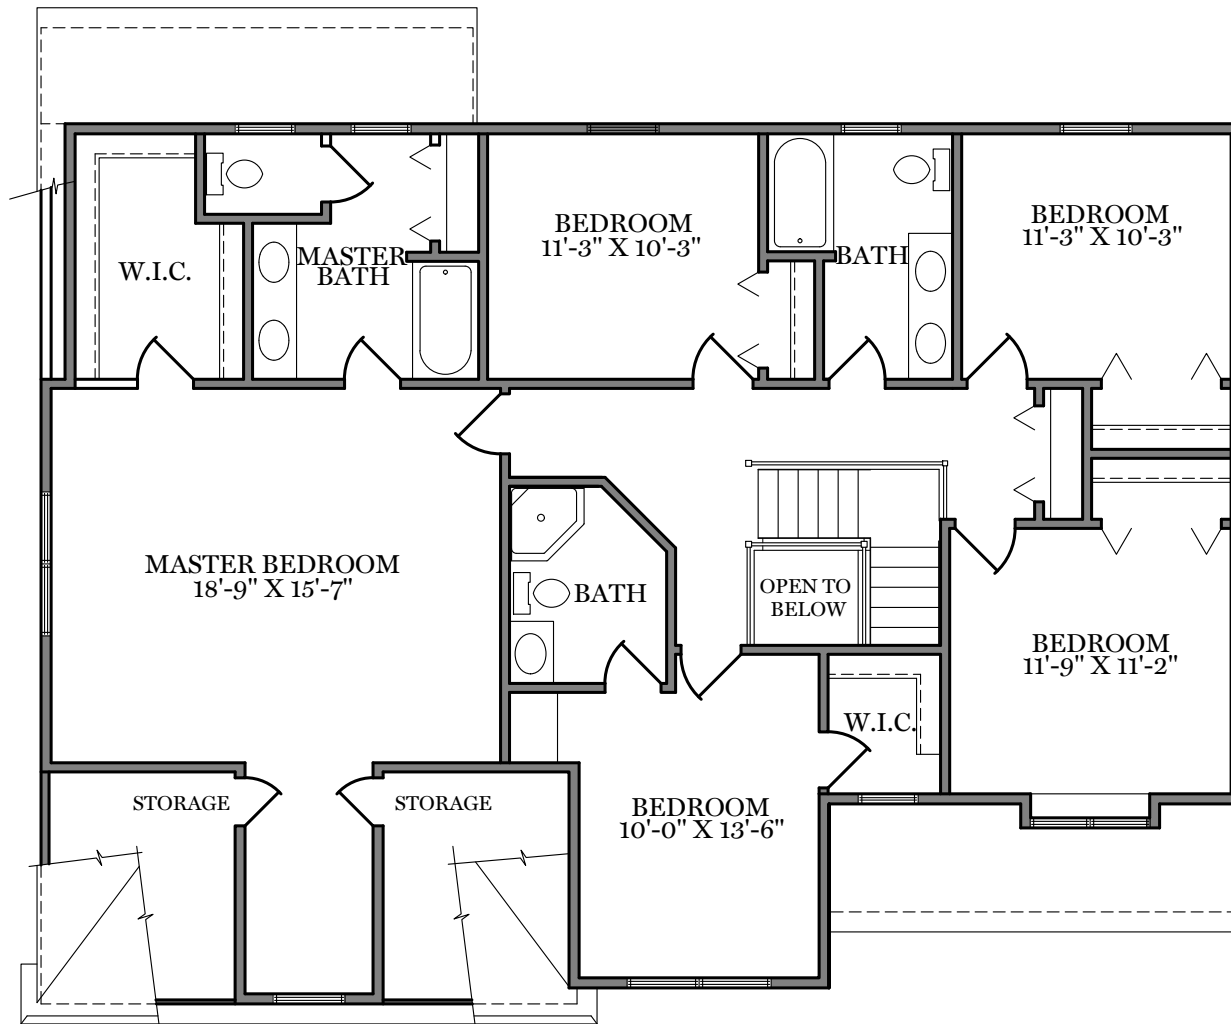 BEDROOM
11'-3" X 10'-3"
BEDROOM
11'-3" X 10'-3"
MASTER
BATH
BATH
W.I.C.
MASTER BEDROOM
18'-9" X 15'-7"
BATH
OPEN TO
BELOW
BEDROOM
11'-9" X 11'-2"
W.I.C.
STORAGE
STORAGE
BEDROOM
10'-0" X 13'-6"